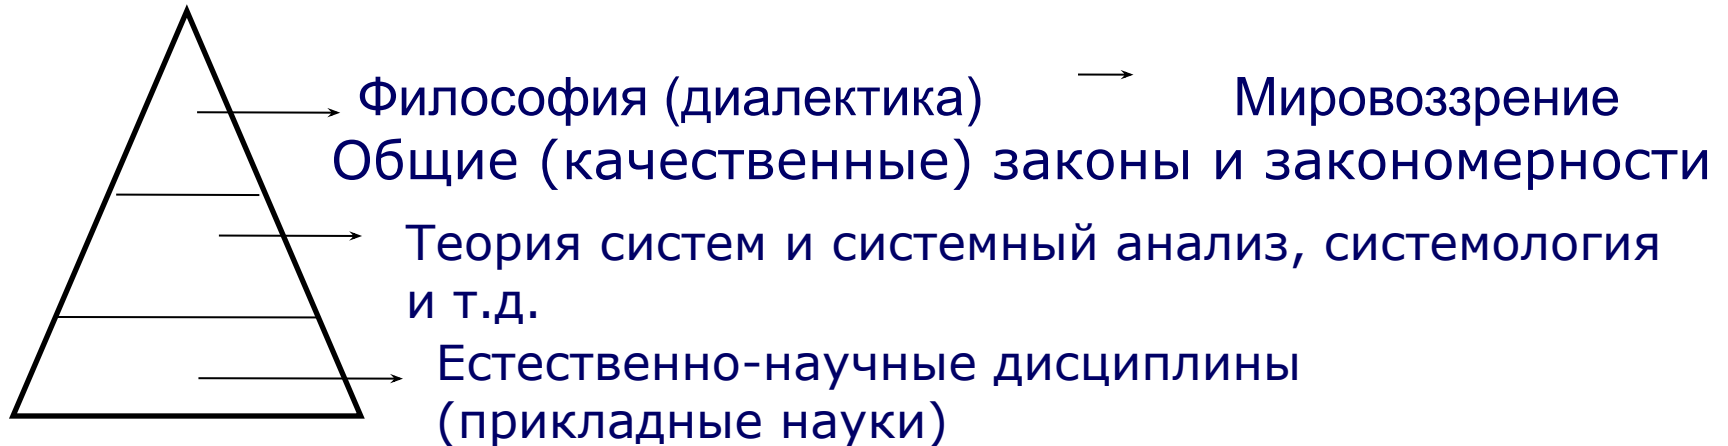 Философия (диалектика) Мировоззрение
Общие (качественные) законы и закономерности
Теория систем и системный анализ, системология
и т.д.
Естественно-научные дисциплины
(прикладные науки)